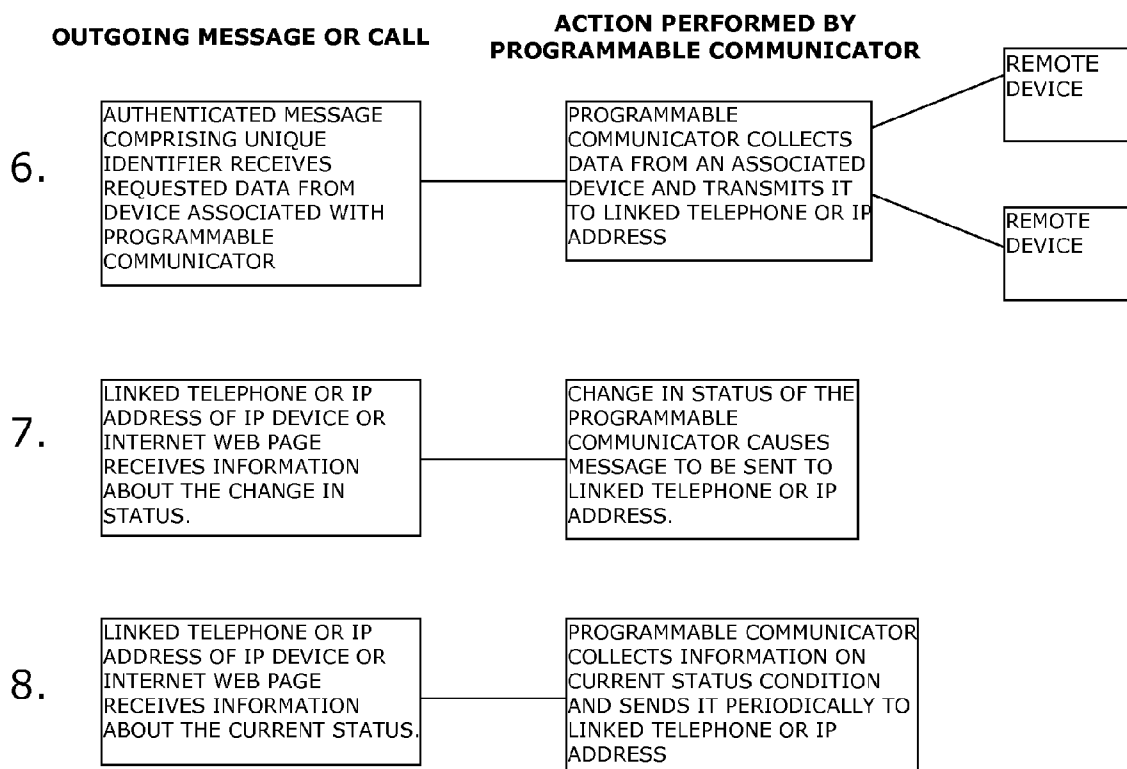 OUTGOING MESSAGE OR CALL
ACTION PERFORMED BY
PROGRAMMABLE COMMUNICATOR
6.
AUTHENTICATED MESSAGE
COMPRISING UNIQUE
IDENTIFIER RECEIVES
REQUESTED DATA FROM
DEVICE ASSOCIATED WITH
PROGRAMMABLE
COMMUNICATOR
PROGRAMMABLE
COMMUNICATOR COLLECTS
DATA FROM AN ASSOCIATED
DEVICE AND TRANSMITS IT
TO LINKED TELEPHONE OR IP
ADDRESS
REMOTE
DEVICE
REMOTE
DEVICE
7.
LINKED TELEPHONE OR IP
ADDRESS OF IP DEVICE OR
INTERNET WEB PAGE
RECEIVES INFORMATION
ABOUT THE CHANGE IN
STATUS.
CHANGE IN STATUS OF THE
PROGRAMMABLE
COMMUNICATOR CAUSES
MESSAGE TO BE SENT TO
LINKED TELEPHONE OR IP
ADDRESS.
8.
LINKED TELEPHONE OR IP
ADDRESS OF IP DEVICE OR
INTERNET WEB PAGE
RECEIVES INFORMATION
ABOUT THE CURRENT STATUS.
PROGRAMMABLE COMMUNICATOR
COLLECTS INFORMATION ON
CURRENT STATUS CONDITION
AND SENDS IT PERIODICALLY TO
LINKED TELEPHONE OR IP
ADDRESS